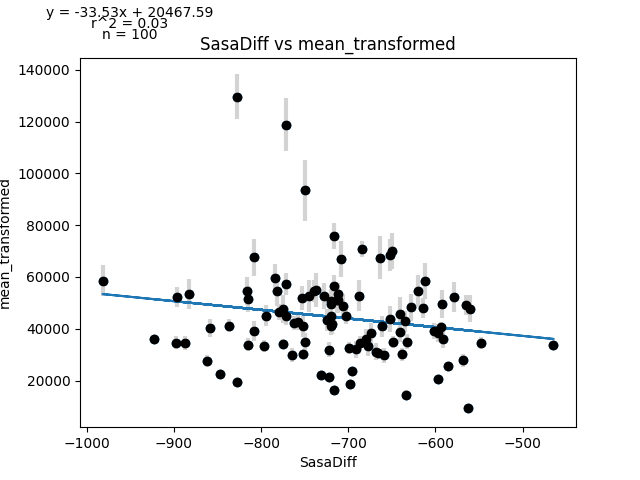 y = -33.53x + 20467.59
r^2 = 0.03
n = 100
SasaDiff vs mean_transformed
mean_transformed
140000
120000
100000
80000
60000
40000
20000
−1000
−900
−800
−700
−600
−500
SasaDiff